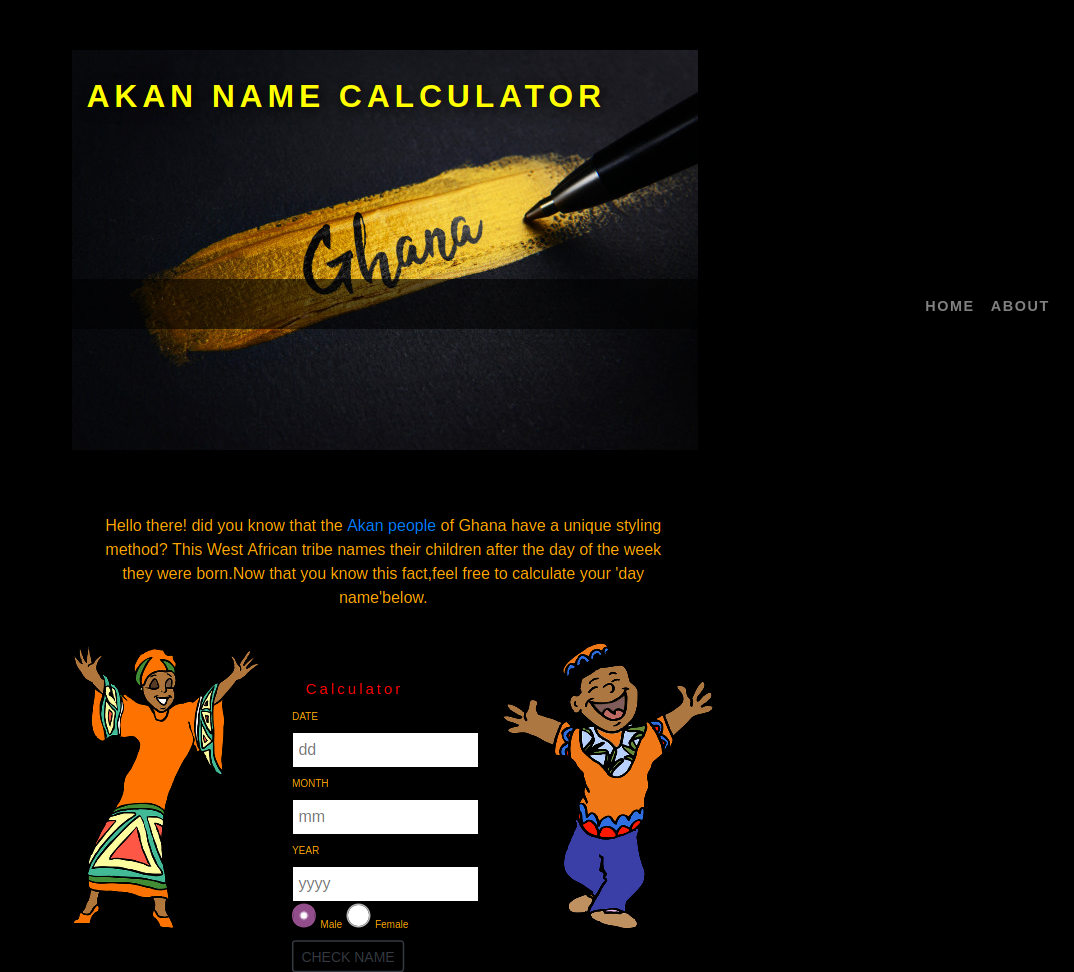 AKAN NAME CALCULATOR
Ghana
HOME ABOUT
Hello there! did you know that the Akan people of Ghana have a unique styling
method? This West African tribe names their children after the day of the week
they were born.Now that you know this fact,feel free to calculate your 'day
name'below.
Calculator
DATE
dd
MONTH
mm
YEAR
yyyy
Male Female
CHECK NAME